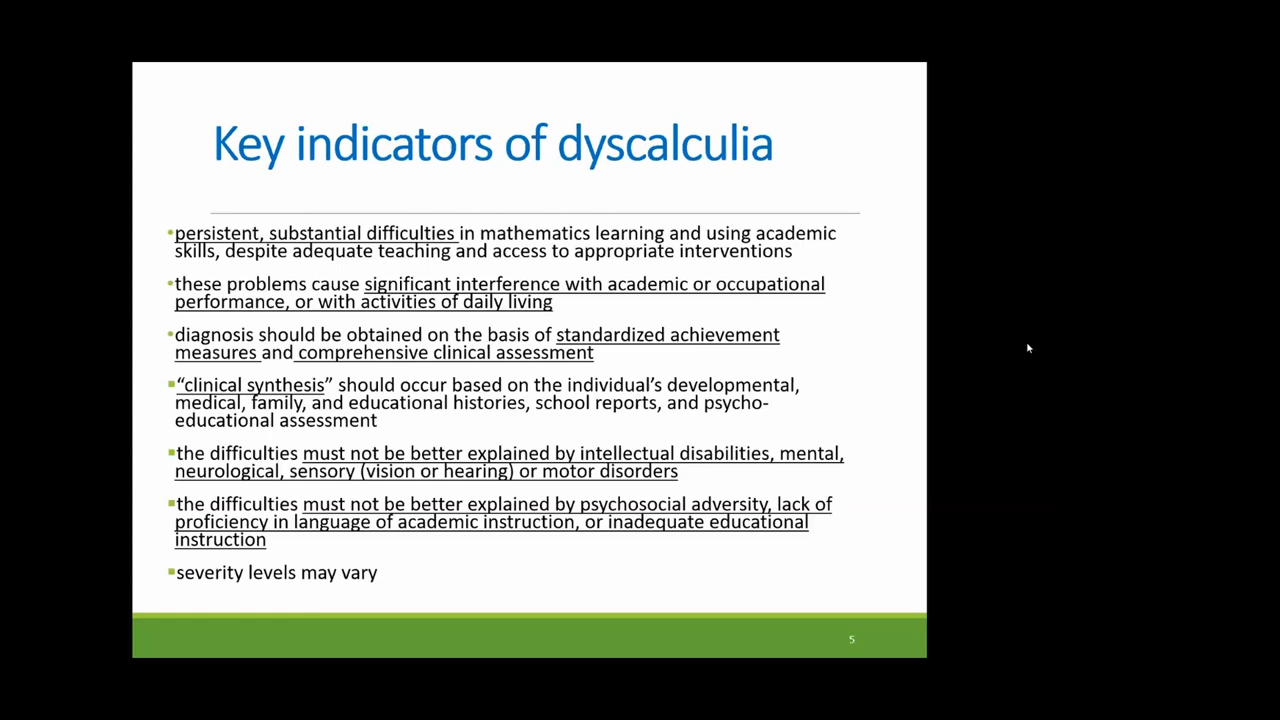 Key indicators of dyscalculia
•persistent, substantial difficulties in mathematics learning and using academic
skills, despite adequate teaching and access to appropriate interventions
•these problems cause significant interference with academic or occupational
performance, or with activities of daily living
•diagnosis should be obtained on the basis of standardized achievement
measures and comprehensive clinical assessment
▪“clinical synthesis” should occur based on the individual’s developmental,
medical, family, and educational histories, school reports, and psycho-
educational assessment
▪the difficulties must not be better explained by intellectual disabilities, mental,
neurological, sensory (vision or hearing) or motor disorders
▪the difficulties must not be better explained by psychosocial adversity, lack of
proficiency in language of academic instruction, or inadequate educational
instruction
▪severity levels may vary
5